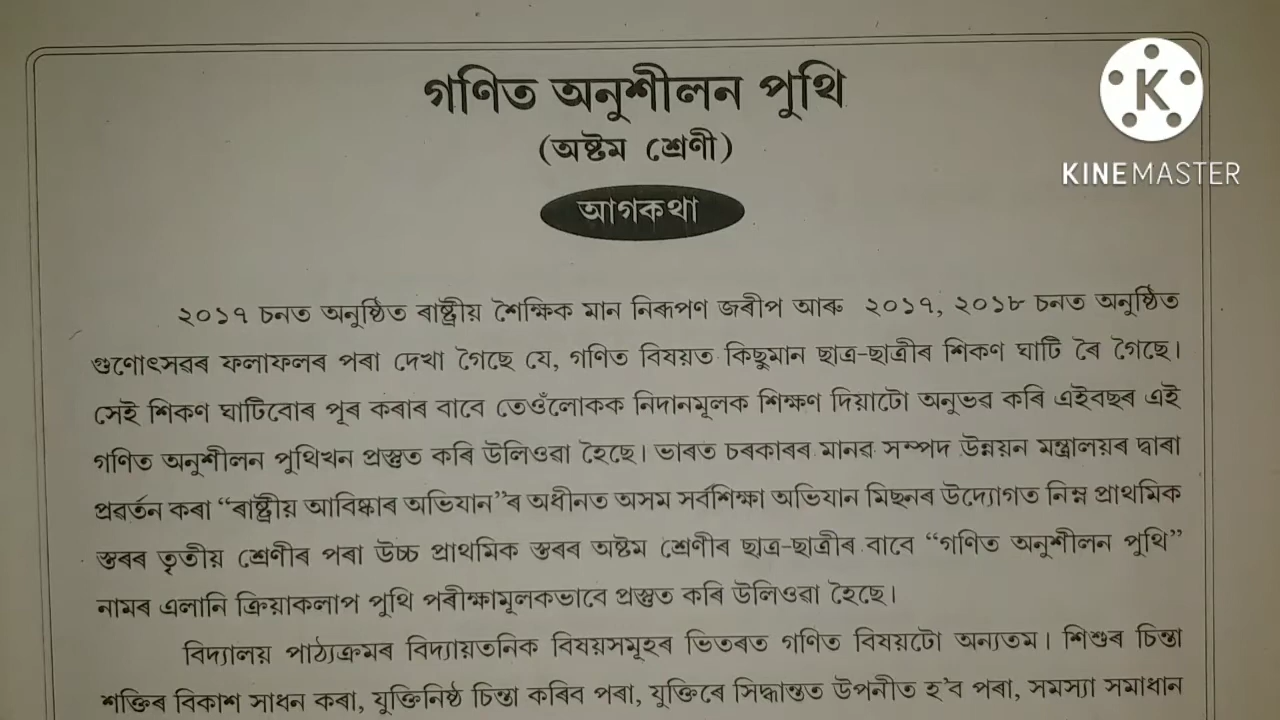 গণিত অনুশীলন পুথি
(অষ্টম শ্ৰেণী)
আগকথা
K
KINEMASTER
২০১৭ চনত অনুষ্ঠিত ৰাষ্ট্ৰীয় শৈক্ষিক মান নিৰূপণ জৰীপ আৰু ২০১৭, ২০১৮ চনত অনুষ্ঠিত
গুণোৎসৱৰ ফলাফলৰ পৰা দেখা গৈছে যে, গণিত বিষয়ত কিছুমান ছাত্ৰ-ছাত্ৰীৰ শিকণ ঘাটি ৰৈ গৈছে।
সেই শিকণ ঘাটিবোৰ পূৰ কৰাৰ বাবে তেওঁলোকক নিদানমূলক শিক্ষণ দিয়াটো অনুভৱ কৰি এইবছৰ এই
গণিত অনুশীলন পুথিখন প্ৰস্তুত কৰি উলিওৱা হৈছে। ভাৰত চৰকাৰৰ মানৱ সম্পদ উন্নয়ন মন্ত্ৰালয়ৰ দ্বাৰা
প্ৰৱৰ্তন কৰা “ৰাষ্ট্ৰীয় আবিষ্কাৰ অভিযান”ৰ অধীনত অসম সৰ্বশিক্ষা অভিযান মিছনৰ উদ্যোগত নিম্ন প্ৰাথমিক
স্তৰৰ তৃতীয় শ্ৰেণীৰ পৰা উচ্চ প্ৰাথমিক স্তৰৰ অষ্টম শ্ৰেণীৰ ছাত্ৰ-ছাত্ৰীৰ বাবে “গণিত অনুশীলন পুথি”
নামৰ এলানি ক্ৰিয়াকলাপ পুথি পৰীক্ষামূলকভাবে প্ৰস্তুত কৰি উলিওৱা হৈছে।
বিদ্যালয় পাঠ্যক্ৰমৰ বিদ্যায়তনিক বিষয়সমূহৰ ভিতৰত গণিত বিষয়টো অন্যতম। শিশুৰ চিন্তা
শক্তিৰ বিকাশ সাধন কৰা, যুক্তিনিষ্ঠ চিন্তা কৰিব পৰা, যুক্তিৰে সিদ্ধান্তত উপনীত হ’ব পৰা, সমস্যা সমাধান